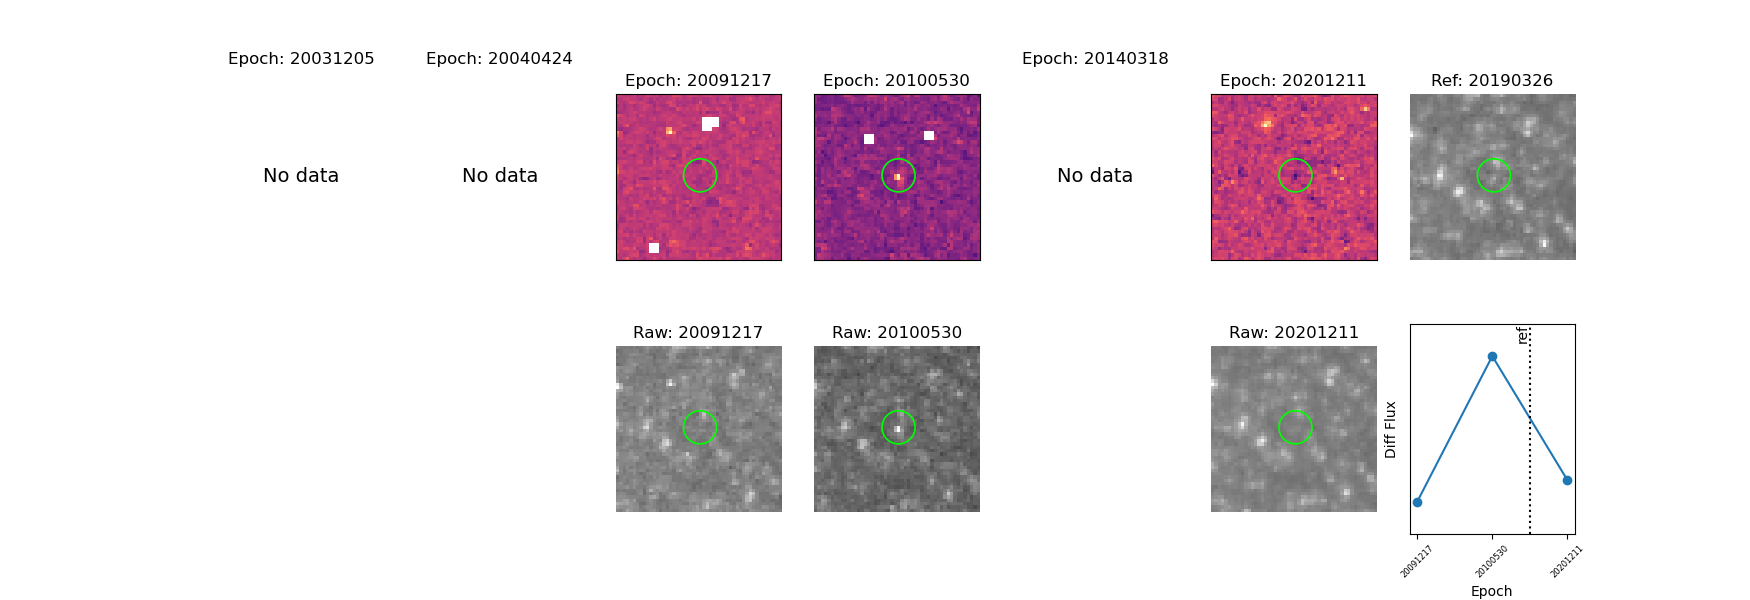 Epoch: 20031205
Epoch: 20040424
Epoch: 20140318
Epoch: 20091217
Epoch: 20100530
Epoch: 20201211
Ref: 20190326
No data
No data
No data
Raw: 20091217
Raw: 20100530
Raw: 20201211
ref
Diff Flux
20091217
20100530
20201211
Epoch